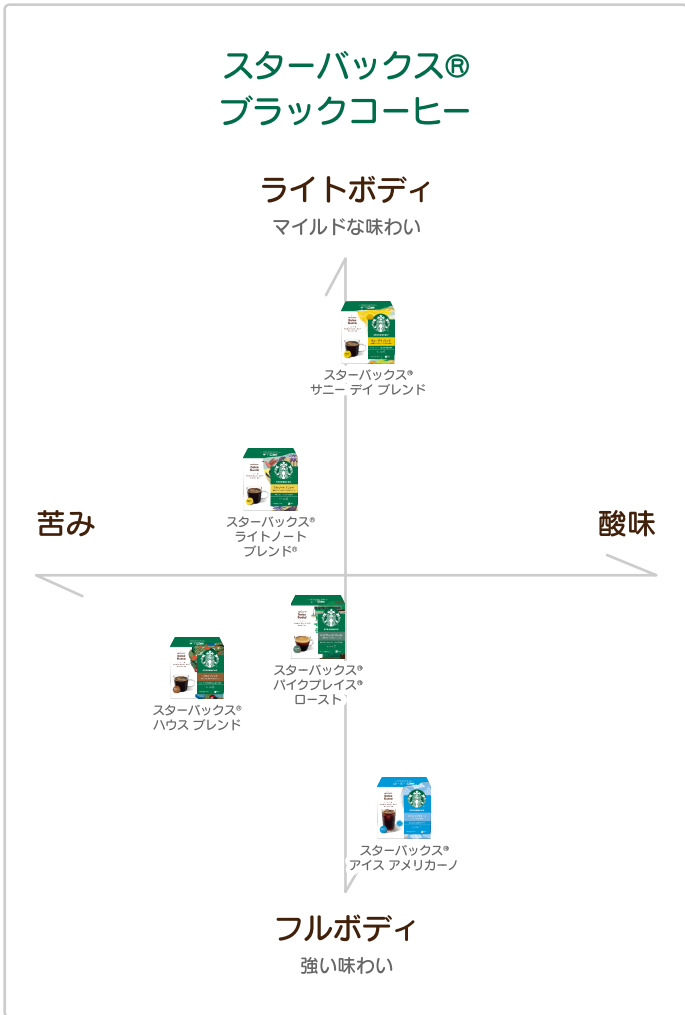 スターバックス®
ブラックコーヒー
ライトボディ
マイルドな味わい
スターバックス®
サニー デイ ブレンド
スターバックス®
ライトノート
ブレンド®
苦み
酸味
スターバックス®
パイクプレイス®
ロースト
スターバックス®
ハウス ブレンド
スターバックス®
アイス アメリカーノ
フルボディ
強い味わい